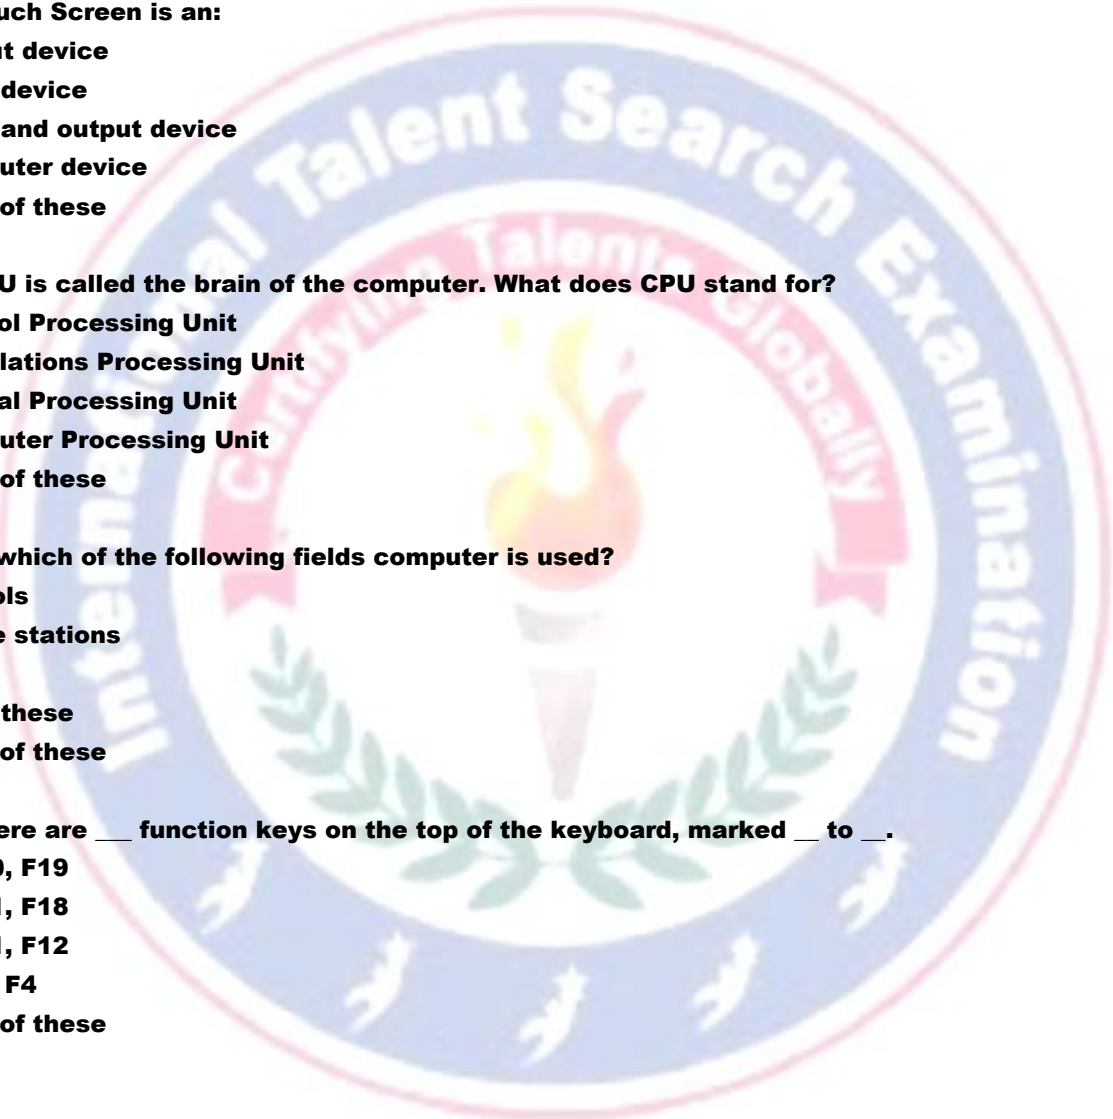 uch Screen is an:
ut device
device
and output device
uter device
of these
U is called the brain of the computer. What does CPU stand for?
ol Processing Unit
lations Processing Unit
al Processing Unit
uter Processing Unit
of these
which of the following fields computer is used?
ols
e stations
these
of these
ere are ___ function keys on the top of the keyboard, marked __ to __.
, F19
, F18
, F12
F4
of these
International Talent Search Examination
Certifying Talents Globally